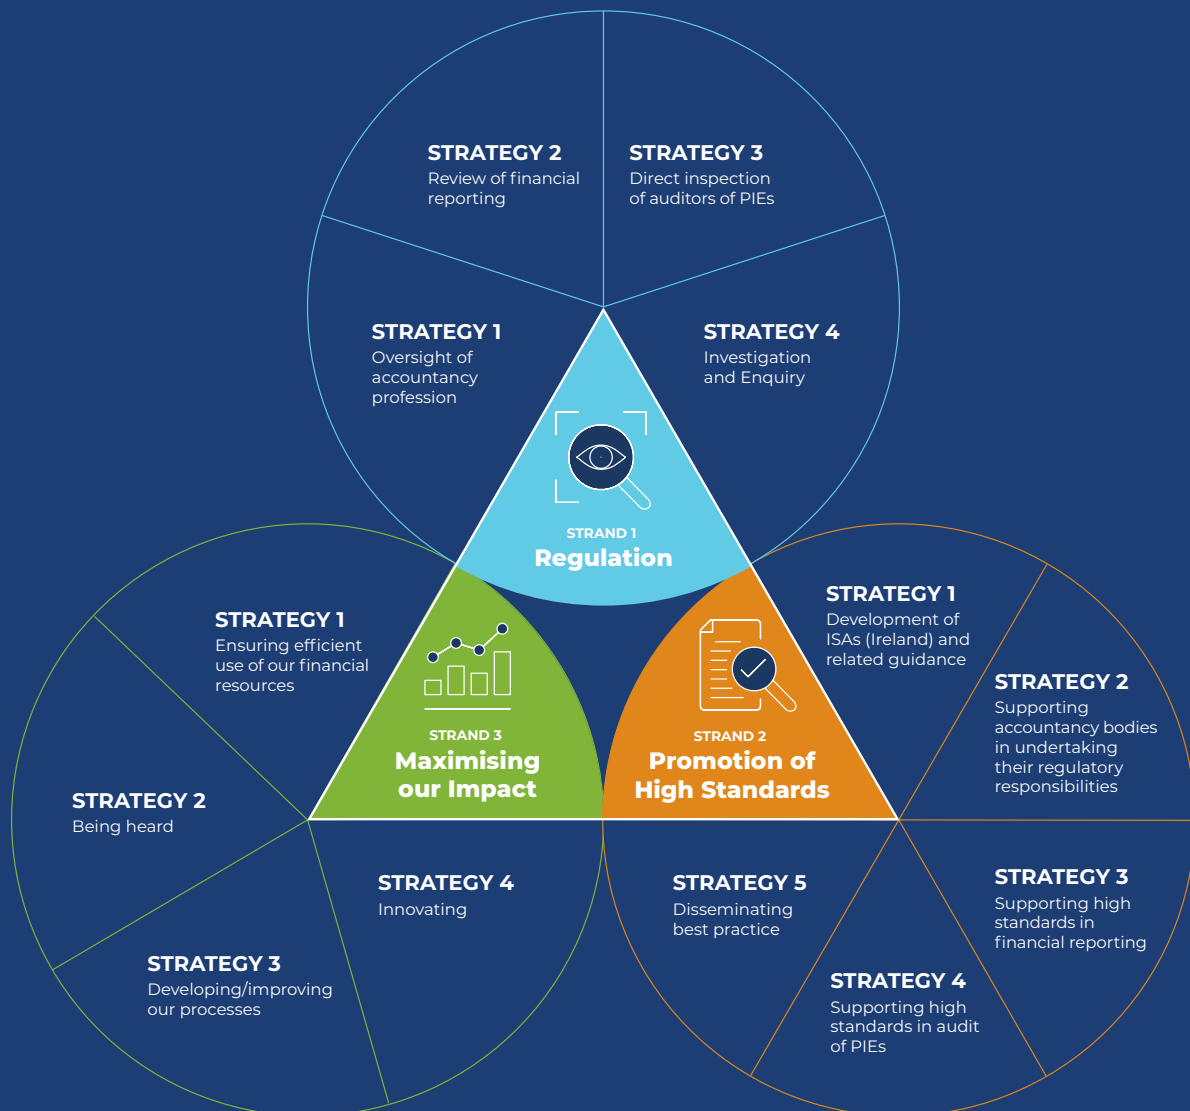 STRATEGY 2
Review of financial
reporting
STRATEGY 3
Direct inspection
of auditors of PIEs
STRATEGY 1
Oversight of
accountancy
profession
STRATEGY 4
Investigation
and Enquiry
STRAND 1
Regulation
STRATEGY 1
Ensuring efficient
use of our financial
resources
STRATEGY 2
Being heard
STRATEGY 3
Developing/improving
our processes
STRATEGY 4
Innovating
STRAND 3
Maximising
our Impact
STRAND 2
Promotion of
High Standards
STRATEGY 1
Development of
ISAs (Ireland) and
related guidance
STRATEGY 2
Supporting
accountancy bodies
in undertaking
their regulatory
responsibilities
STRATEGY 3
Supporting high
standards in
financial reporting
STRATEGY 4
Supporting high
standards in audit
of PIEs
STRATEGY 5
Disseminating
best practice